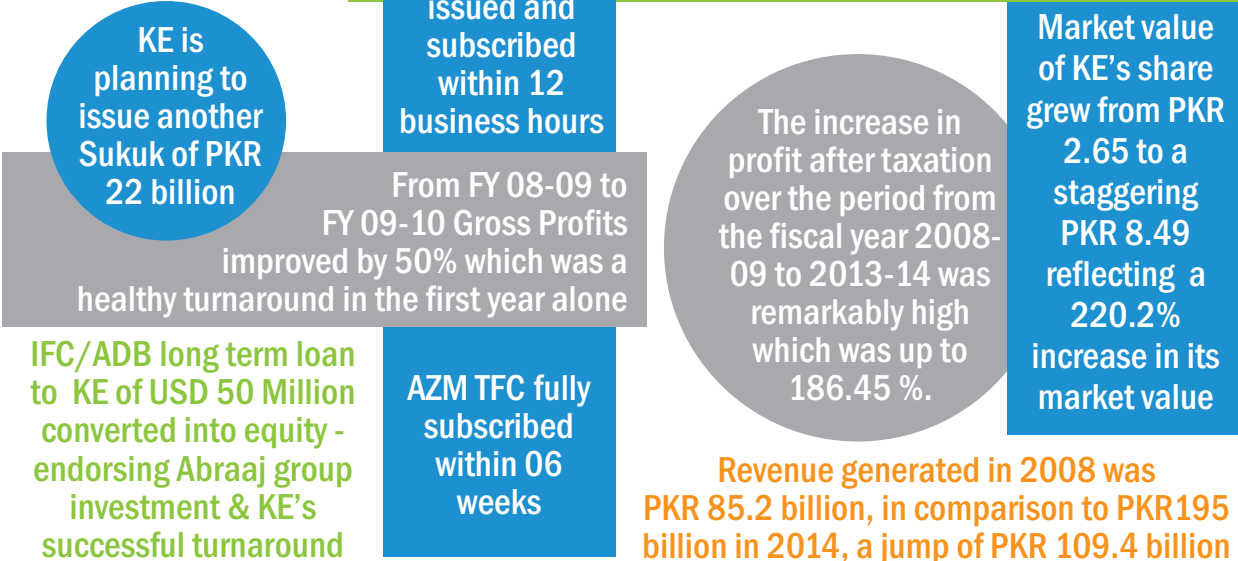 KE is
planning to
issue another
Sukuk of PKR
22 billion
issued and
subscribed
within 12
business hours
From FY 08-09 to
FY 09-10 Gross Profits
improved by 50% which was a
healthy turnaround in the first year alone
IFC/ADB long term loan
to KE of USD 50 Million
converted into equity -
endorsing Abraaj group
investment & KE's
successful turnaround
AZM TFC fully
subscribed
within 06
weeks
The increase in
profit after taxation
over the period from
the fiscal year 2008-
09 to 2013-14 was
remarkably high
which was up to
186.45 %.
Market value
of KE's share
grew from PKR
2.65 to a
staggering
PKR 8.49
reflecting a
220.2%
increase in its
market value
Revenue generated in 2008 was
PKR 85.2 billion, in comparison to PKR195
billion in 2014, a jump of PKR 109.4 billion